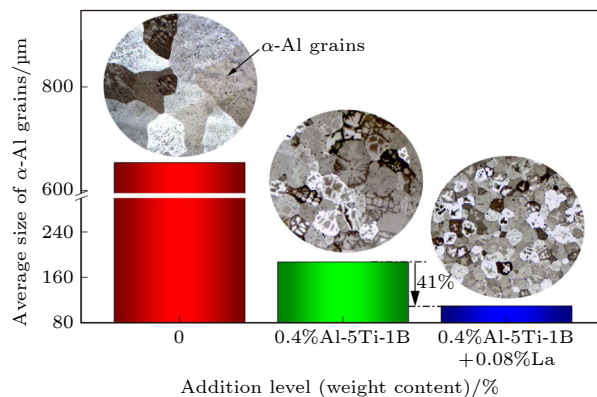 Average size of α-Al grains/μm
800
600
240
160
80
α-Al grains
41%
0
0.4%Al-5Ti-1B
0.4%Al-5Ti-1B
+0.08%La
Addition level (weight content)/%